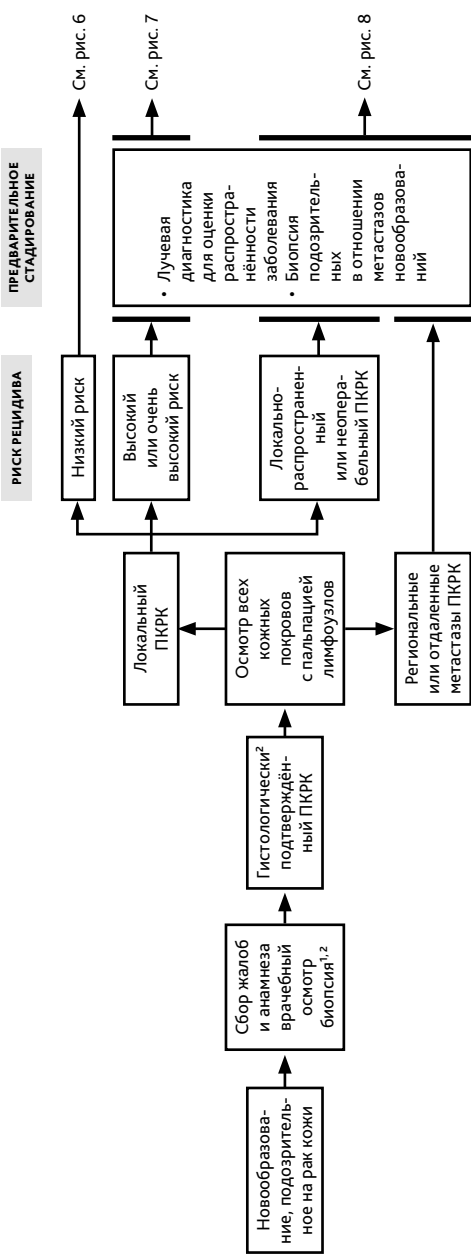 Новообразова-
ние, подозритель-
ное на рак кожи
Сбор жалоб
и анамнеза
врачебный
осмотр
биопсия¹,²
Гистологически²
подтверждён-
ный ПКРК
Осмотр всех
кожных
покровов
с пальпацией
лимфоузлов
Локальный
ПКРК
Региональные
или отдаленные
метастазы ПКРК
РИСК РЕЦИДИВА
Низкий риск
Высокий
или очень
высокий риск
Локально-
распространен-
ный
или неопера-
бельный ПКРК
ПРЕДВАРИТЕЛЬНОЕ
СТАДИРОВАНИЕ
• Лучевая
диагностика
для оценки
распростра-
нённости
заболевания
• Биопсия
подозритель-
ных
в отношении
метастазов
новообразова-
ний
См. рис. 6
См. рис. 7
См. рис. 8